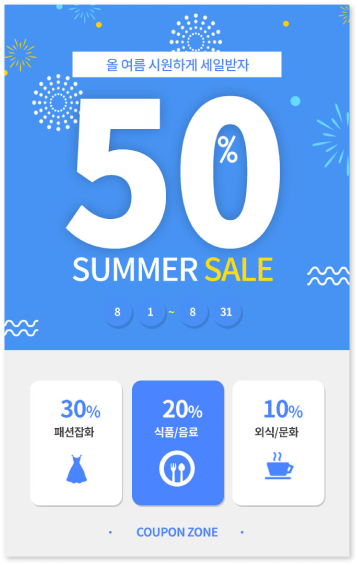 올 여름 시원하게 세일받자
50%
SUMMER SALE
8 1 ~ 8 31
30% 20% 10%
패션잡화 식품/음료 외식/문화
· COUPON ZONE ·